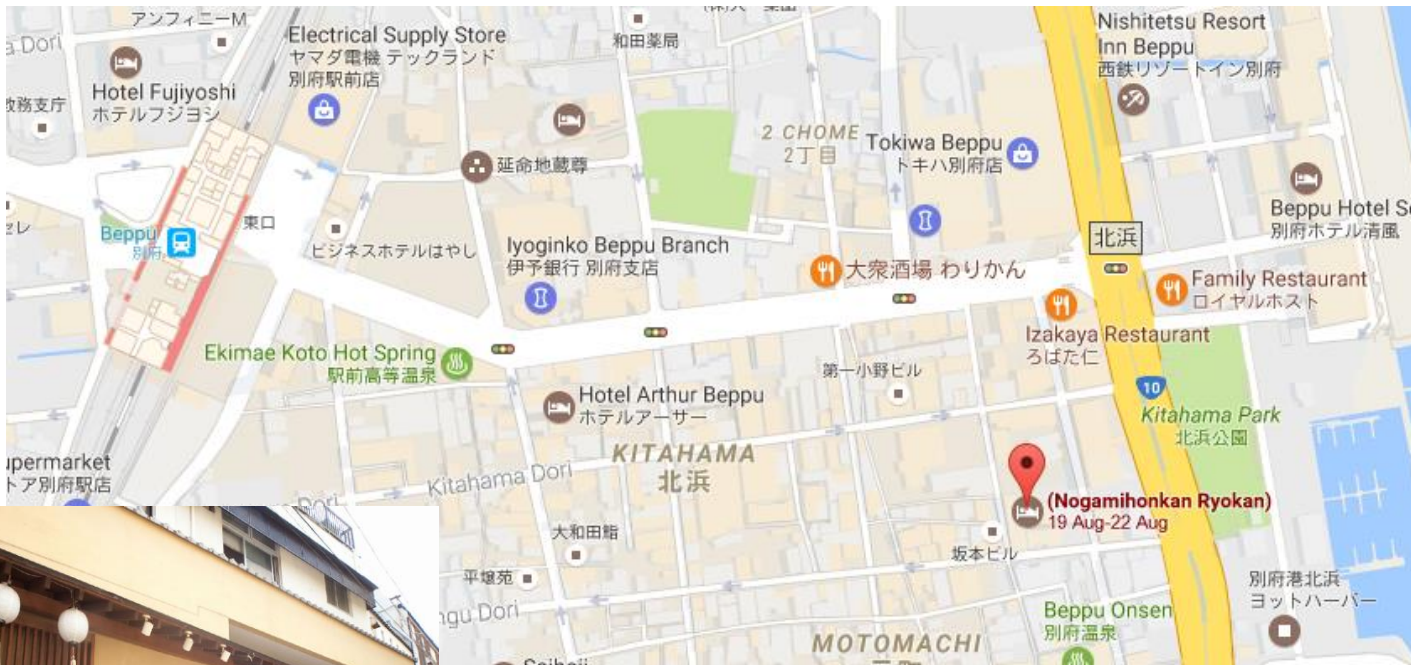 アンフィニーM
Dori
Hotel Fujiyoshi
ホテルフジヨシ
Electrical Supply Store
ヤマダ電機 テックランド
別府駅前店
和田薬局
Nishitetsu Resort
Inn Beppu
西鉄リゾートイン別府
2 CHOME
2丁目
Tokiwa Beppu
トキハ別府店
延命地蔵尊
Beppu
別府
東口
ビジネスホテルはやし
Iyoginko Beppu Branch
伊予銀行 別府支店
大衆酒場 わりかん
北浜
Beppu Hotel Se
別府ホテル清風
Family Restaurant
ロイヤルホスト
Izakaya Restaurant
ろばた仁
Ekimae Koto Hot Spring
駅前高等温泉
第一小野ビル
Hotel Arthur Beppu
ホテルアーサー
10
Kitahama Park
北浜公園
KITAHAMA
北浜
upermarket
トア別府駅店
Kitahama Dori
Dori
(Nogamihonkan Ryokan)
19 Aug-22 Aug
大和田鮨
坂本ビル
平壌苑
ngu Dori
別府港北浜
ヨットハーバー
Beppu Onsen
別府温泉
MOTOMACHI